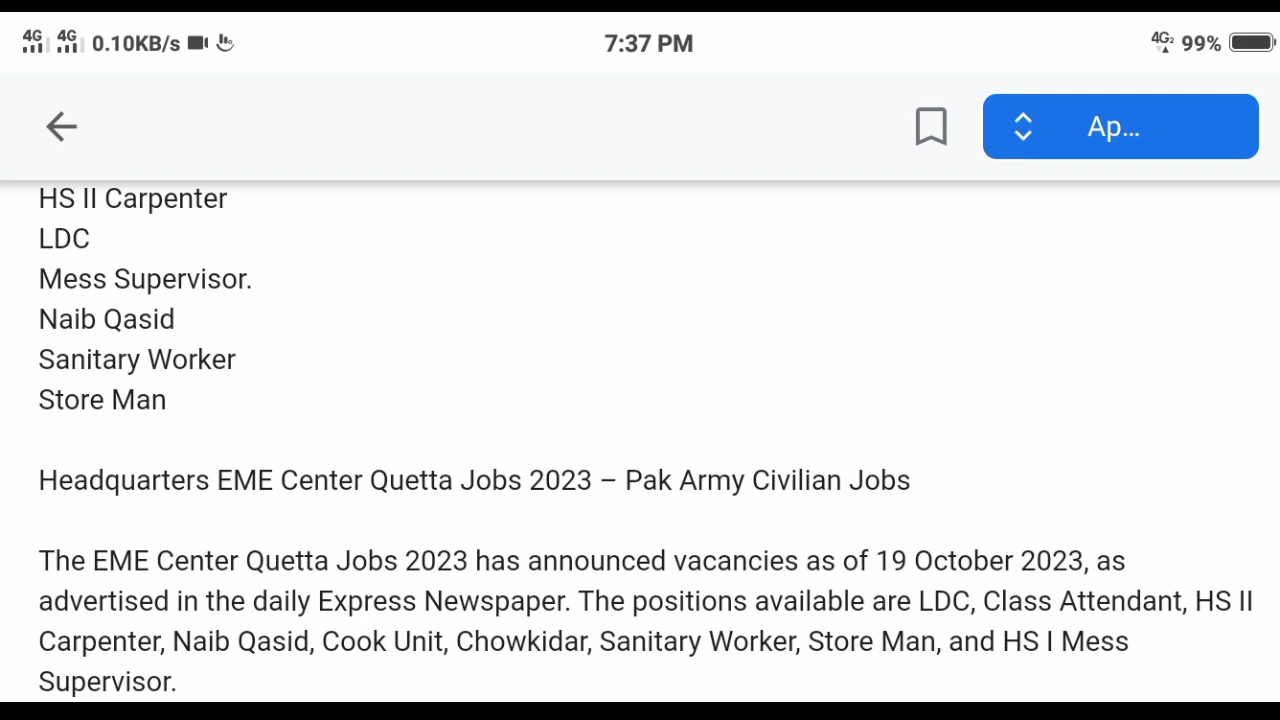 4G 4G 0.10KB/s 7:37 PM 4G2 99%
Ap...
HS II Carpenter
LDC
Mess Supervisor.
Naib Qasid
Sanitary Worker
Store Man
Headquarters EME Center Quetta Jobs 2023 – Pak Army Civilian Jobs
The EME Center Quetta Jobs 2023 has announced vacancies as of 19 October 2023, as
advertised in the daily Express Newspaper. The positions available are LDC, Class Attendant, HS II
Carpenter, Naib Qasid, Cook Unit, Chowkidar, Sanitary Worker, Store Man, and HS I Mess
Supervisor.